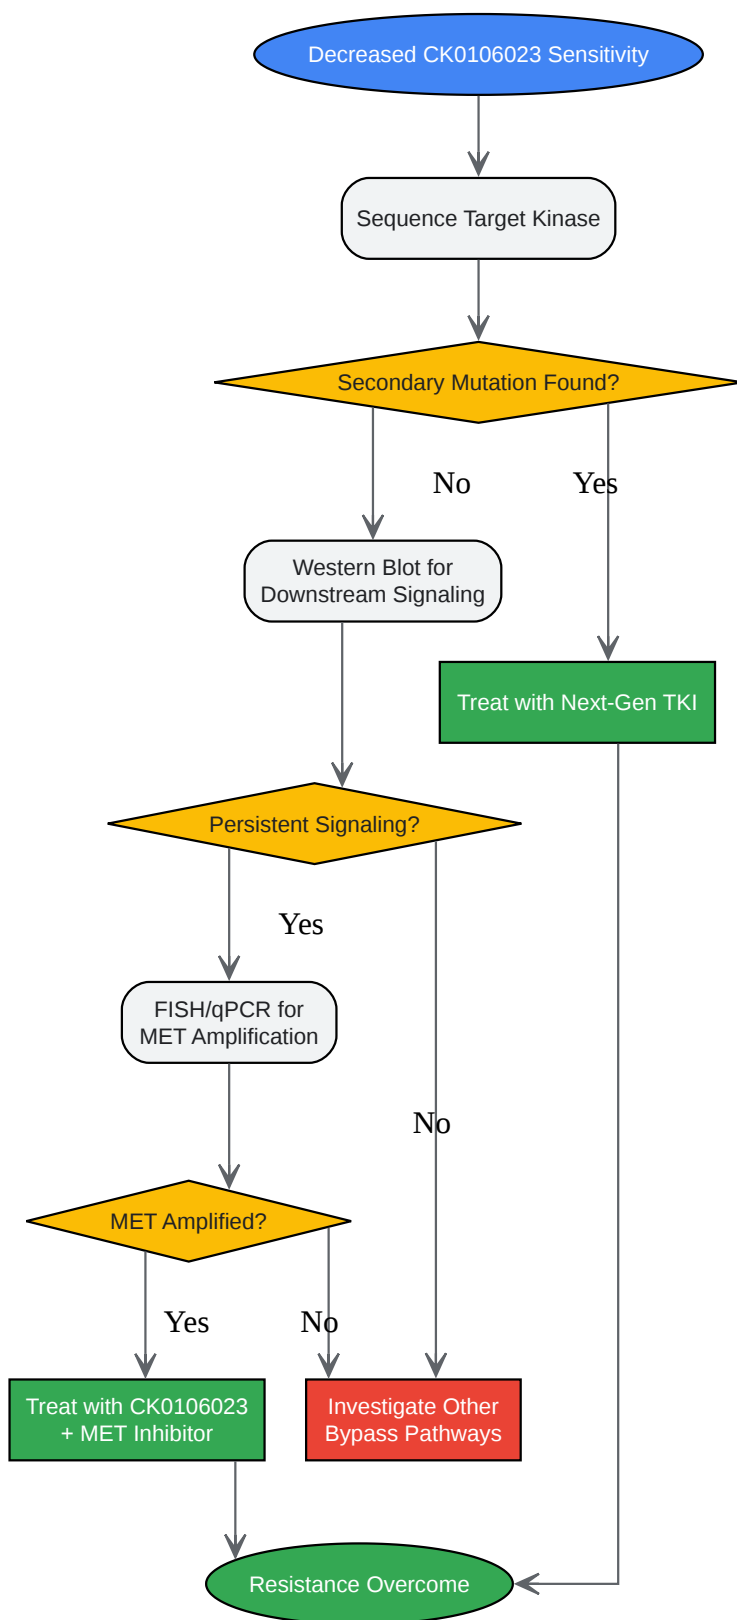 Decreased CK0106023 Sensitivity
Sequence Target Kinase
Secondary Mutation Found?
No
Yes
Western Blot for
Downstream Signaling
Treat with Next-Gen TKI
Persistent Signaling?
Yes
FISH/qPCR for
MET Amplification
No
MET Amplified?
Yes
No
Treat with CK0106023
+ MET Inhibitor
Investigate Other
Bypass Pathways
Resistance Overcome